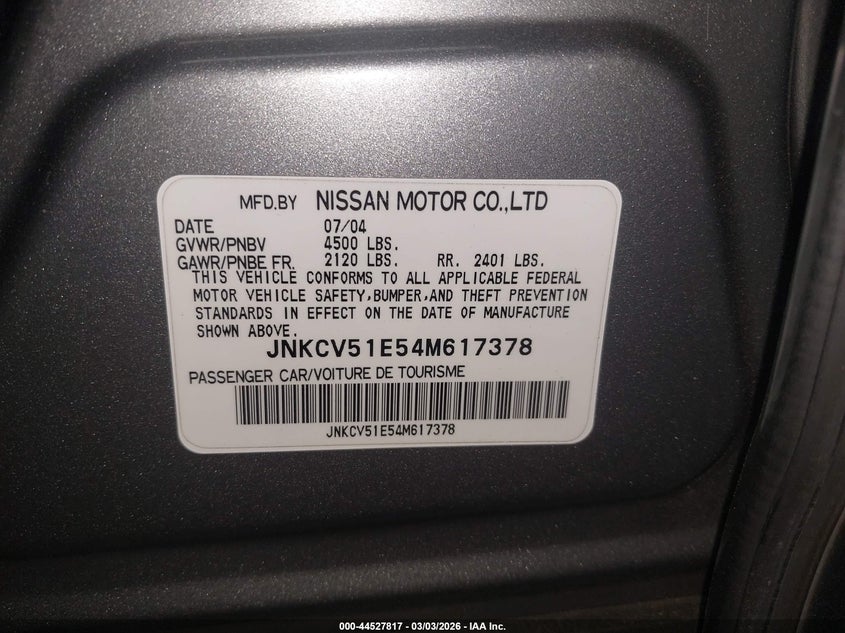 MFD.BY NISSAN MOTOR CO.,LTD
DATE 07/04
GVWR/PNBV 4500 LBS.
GAWR/PNBE FR. 2120 LBS. RR. 2401 LBS.
THIS VEHICLE CONFORMS TO ALL APPLICABLE FEDERAL
MOTOR VEHICLE SAFETY,BUMPER,AND THEFT PREVENTION
STANDARDS IN EFFECT ON THE DATE OF MANUFACTURE
SHOWN ABOVE.
JNKCV51E54M617378
PASSENGER CAR/VOITURE DE TOURISME
JNKCV51E54M617378
000-44527817 - 03/03/2026 - IAA Inc.